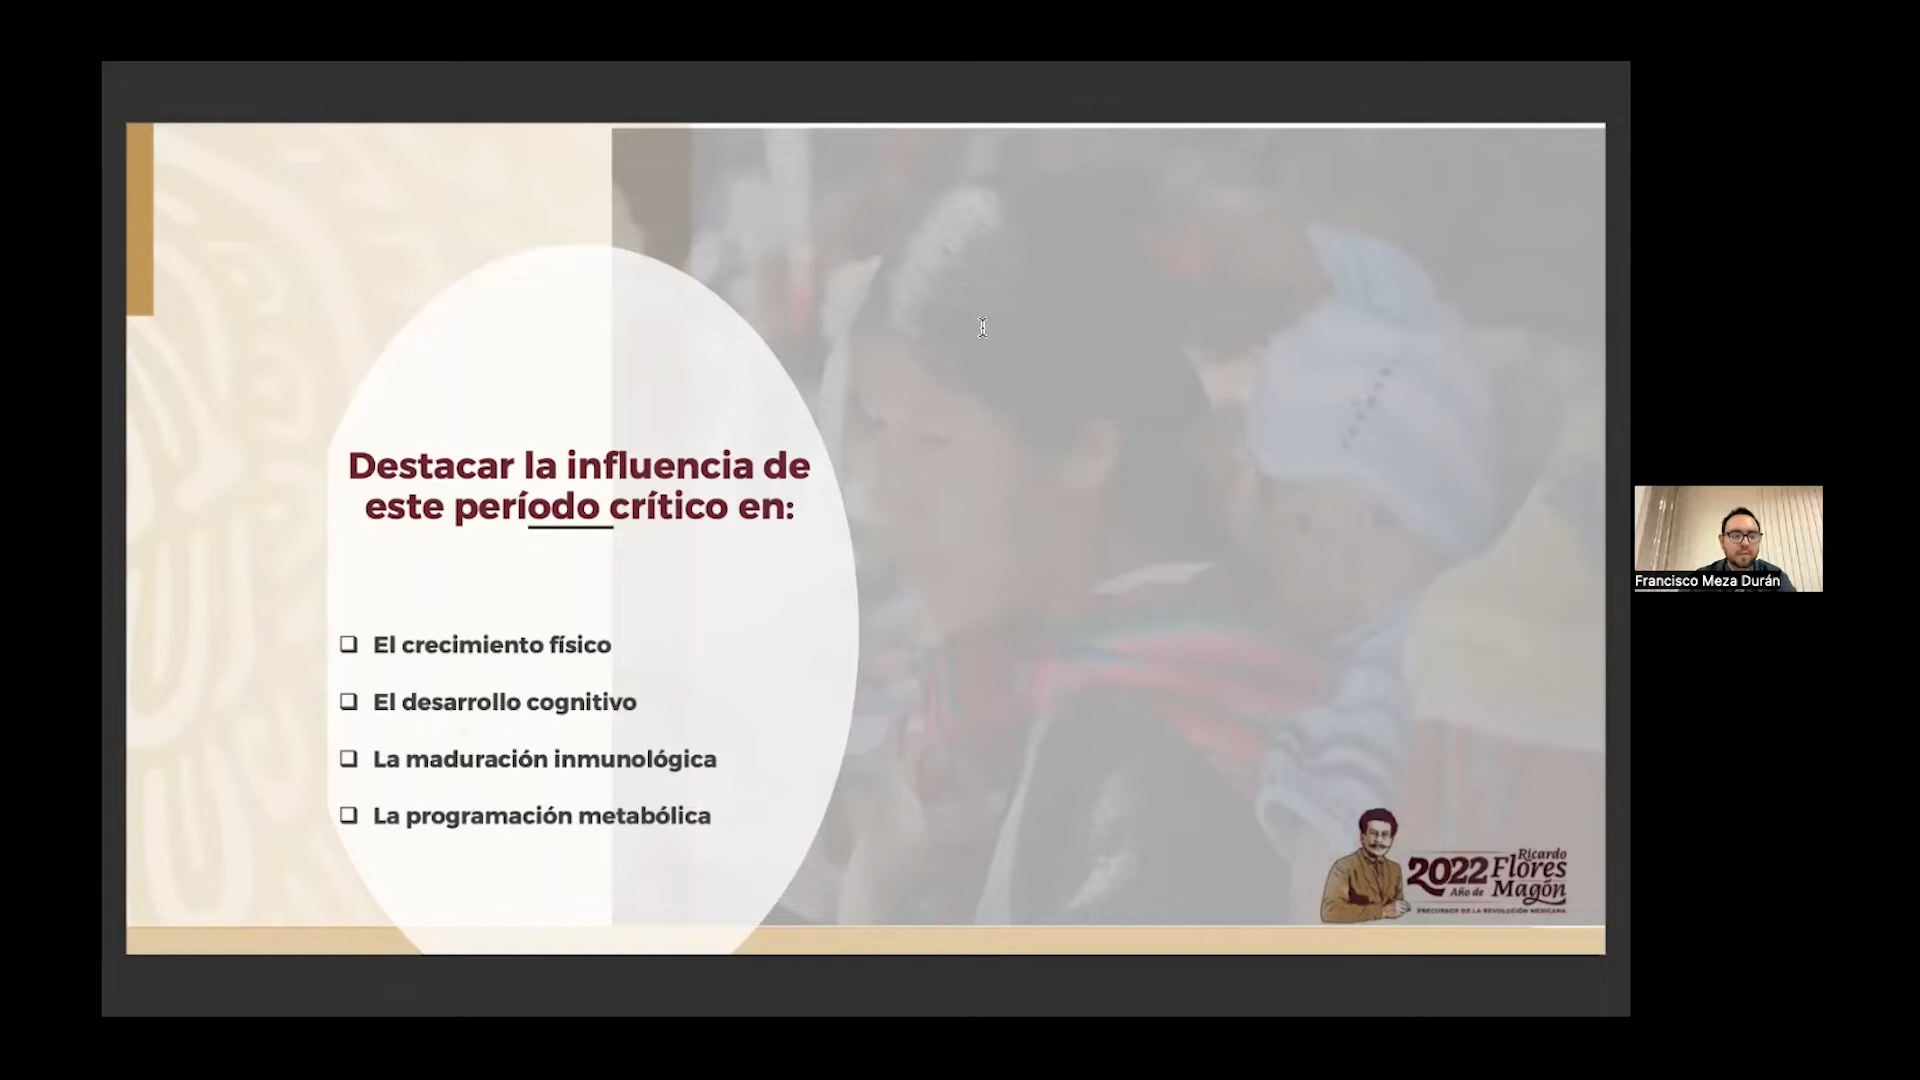 Destacar la influencia de
este período crítico en:
❑ El crecimiento físico
❑ El desarrollo cognitivo
❑ La maduración inmunológica
❑ La programación metabólica
2022 Ricardo
Año de Flores
Magón
PRECURSOR DE LA REVOLUCIÓN MEXICANA
Francisco Meza Durán